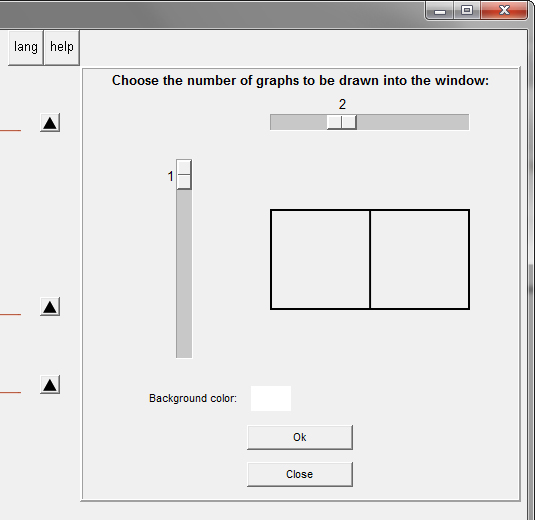 lang help
Choose the number of graphs to be drawn into the window:
2
1
Background color:
Ok
Close